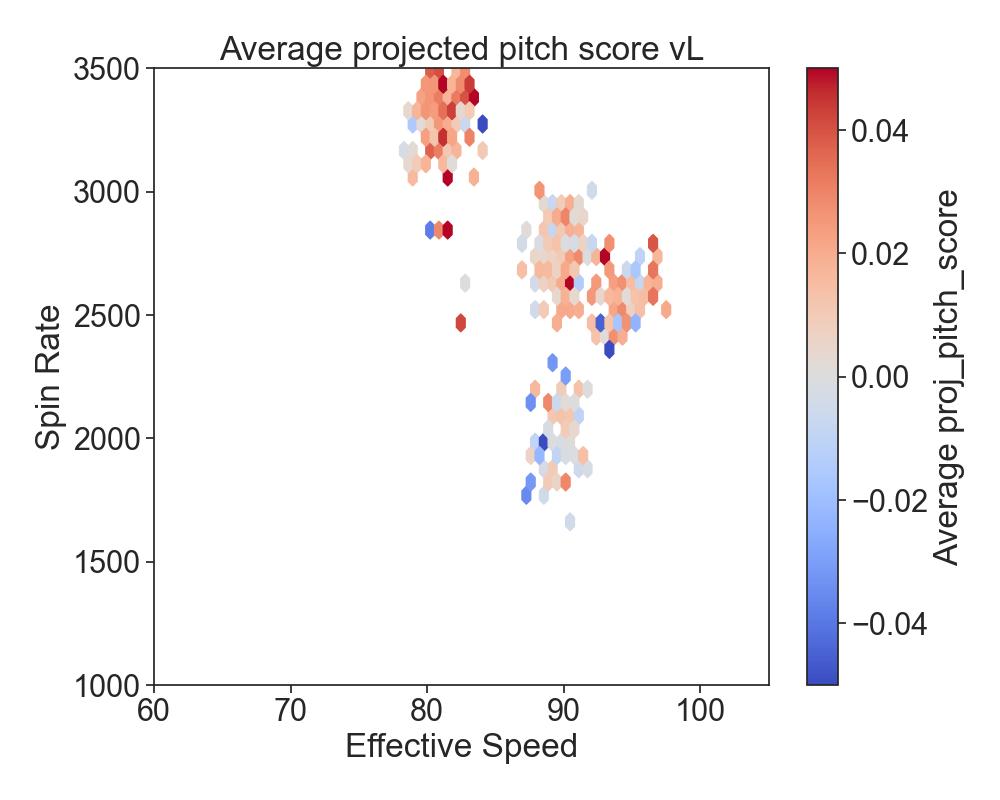 Average projected pitch score vL
3500
3000
2500
2000
1500
1000
Spin Rate
60 70 80 90 100
Effective Speed
0.04
0.02
0.00
−0.02
−0.04
Average proj_pitch_score